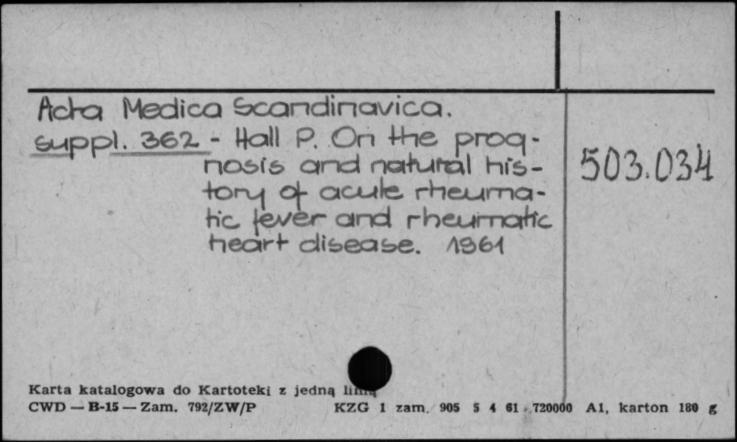 Acta Medica Scandinavica.
suppl. 362 - Hall P. On the prog-
nosis and natural his-
tory of acute rheuma-
tic fever and rheumatic
heart disease. 1961
503.034
Karta katalogowa do Kartoteki z jedną linią
CWD — B-15 — Zam. 792/ZW/P KZG 1 zam. 905 5 4 61 720000 A1, karton 180 g